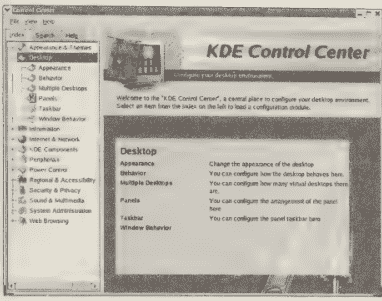 Control Center
File View Help
Index Search Help
Appearance & Themes
Desktop
Appearance
Behavior
Multiple Desktops
Panels
Taskbar
Window Behavior
Information
Internet & Network
KDE Components
Peripherals
Power Control
Regional & Accessibility
Security & Privacy
Sound & Multimedia
System Administration
Web Browsing
KDE Control Center
Configure your desktop environment.
Welcome to the "KDE Control Center", a central place to configure your desktop environment.
Select an item from the index on the left to load a configuration module.
Desktop
Appearance Change the appearance of the desktop
Behavior You can configure how the desktop behaves here.
Multiple Desktops You can configure how many virtual desktops there
are.
Panels You can configure the arrangement of the panel
here
Taskbar You can configure the panel taskbar here
Window Behavior